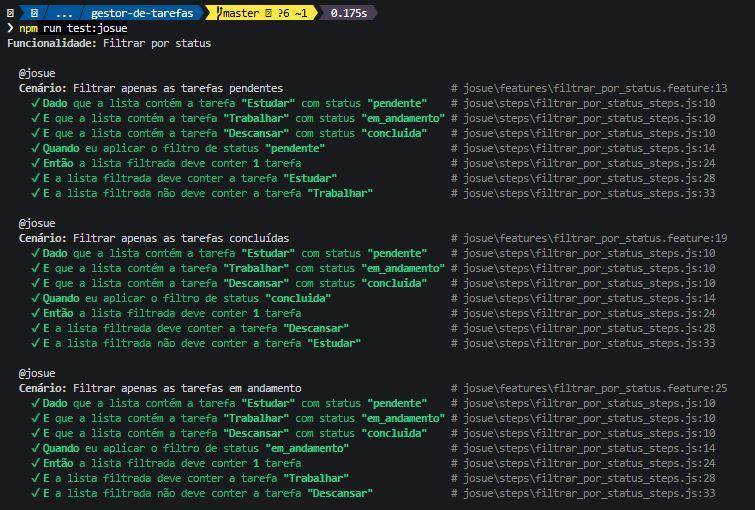 ... gestor-de-tarefas master ?6 ~1 0.175s
❯ npm run test:josue
Funcionalidade: Filtrar por status
@josue
Cenário: Filtrar apenas as tarefas pendentes # josue\features\filtrar_por_status.feature:13
✓ Dado que a lista contém a tarefa "Estudar" com status "pendente" # josue\steps\filtrar_por_status_steps.js:10
✓ E que a lista contém a tarefa "Trabalhar" com status "em_andamento" # josue\steps\filtrar_por_status_steps.js:10
✓ E que a lista contém a tarefa "Descansar" com status "concluida" # josue\steps\filtrar_por_status_steps.js:10
✓ Quando eu aplicar o filtro de status "pendente" # josue\steps\filtrar_por_status_steps.js:14
✓ Então a lista filtrada deve conter 1 tarefa # josue\steps\filtrar_por_status_steps.js:24
✓ E a lista filtrada deve conter a tarefa "Estudar" # josue\steps\filtrar_por_status_steps.js:28
✓ E a lista filtrada não deve conter a tarefa "Trabalhar" # josue\steps\filtrar_por_status_steps.js:33
@josue
Cenário: Filtrar apenas as tarefas concluídas # josue\features\filtrar_por_status.feature:19
✓ Dado que a lista contém a tarefa "Estudar" com status "pendente" # josue\steps\filtrar_por_status_steps.js:10
✓ E que a lista contém a tarefa "Trabalhar" com status "em_andamento" # josue\steps\filtrar_por_status_steps.js:10
✓ E que a lista contém a tarefa "Descansar" com status "concluida" # josue\steps\filtrar_por_status_steps.js:10
✓ Quando eu aplicar o filtro de status "concluida" # josue\steps\filtrar_por_status_steps.js:14
✓ Então a lista filtrada deve conter 1 tarefa # josue\steps\filtrar_por_status_steps.js:24
✓ E a lista filtrada deve conter a tarefa "Descansar" # josue\steps\filtrar_por_status_steps.js:28
✓ E a lista filtrada não deve conter a tarefa "Estudar" # josue\steps\filtrar_por_status_steps.js:33
@josue
Cenário: Filtrar apenas as tarefas em andamento # josue\features\filtrar_por_status.feature:25
✓ Dado que a lista contém a tarefa "Estudar" com status "pendente" # josue\steps\filtrar_por_status_steps.js:10
✓ E que a lista contém a tarefa "Trabalhar" com status "em_andamento" # josue\steps\filtrar_por_status_steps.js:10
✓ E que a lista contém a tarefa "Descansar" com status "concluida" # josue\steps\filtrar_por_status_steps.js:10
✓ Quando eu aplicar o filtro de status "em_andamento" # josue\steps\filtrar_por_status_steps.js:14
✓ Então a lista filtrada deve conter 1 tarefa # josue\steps\filtrar_por_status_steps.js:24
✓ E a lista filtrada deve conter a tarefa "Trabalhar" # josue\steps\filtrar_por_status_steps.js:28
✓ E a lista filtrada não deve conter a tarefa "Descansar" # josue\steps\filtrar_por_status_steps.js:33